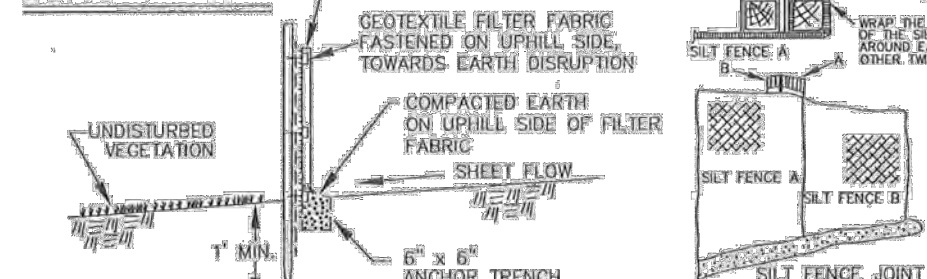 GEOTEXTILE FILTER FABRIC
FASTENED ON UPHILL SIDE,
TOWARDS EARTH DISRUPTION
COMPACTED EARTH
ON UPHILL SIDE OF FILTER
FABRIC
UNDISTURBED
VEGETATION
SHEET FLOW
1' MIN.
6" x 6"
ANCHOR TRENCH
WRAP THE
OF THE
AROUND
OTHER,
SILT FENCE A
B
A
SILT FENCE A
SILT FENCE B
SILT FENCE JOINT